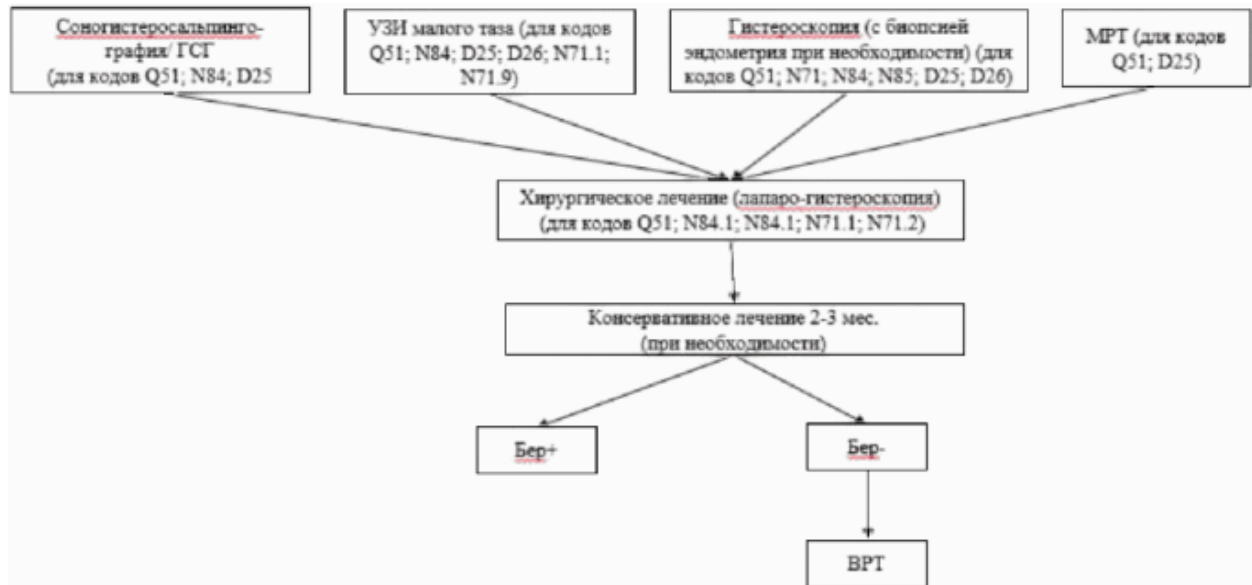 Соногистеросальпинго-
графия/ ГСГ
(для кодов Q51; N84; D25
УЗИ малого таза (для кодов
Q51; N84; D25; D26; N71.1;
N71.9)
Гистероскопия (с биопсией
эндометрия при необходимости) (для
кодов Q51; N71; N84; N85; D25; D26)
МРТ (для кодов
Q51; D25)
Хирургическое лечение (лапаро-гистероскопия)
(для кодов Q51; N84.1; N84.1; N71.1; N71.2)
Консервативное лечение 2-3 мес.
(при необходимости)
Бер+
Бер-
ВРТ